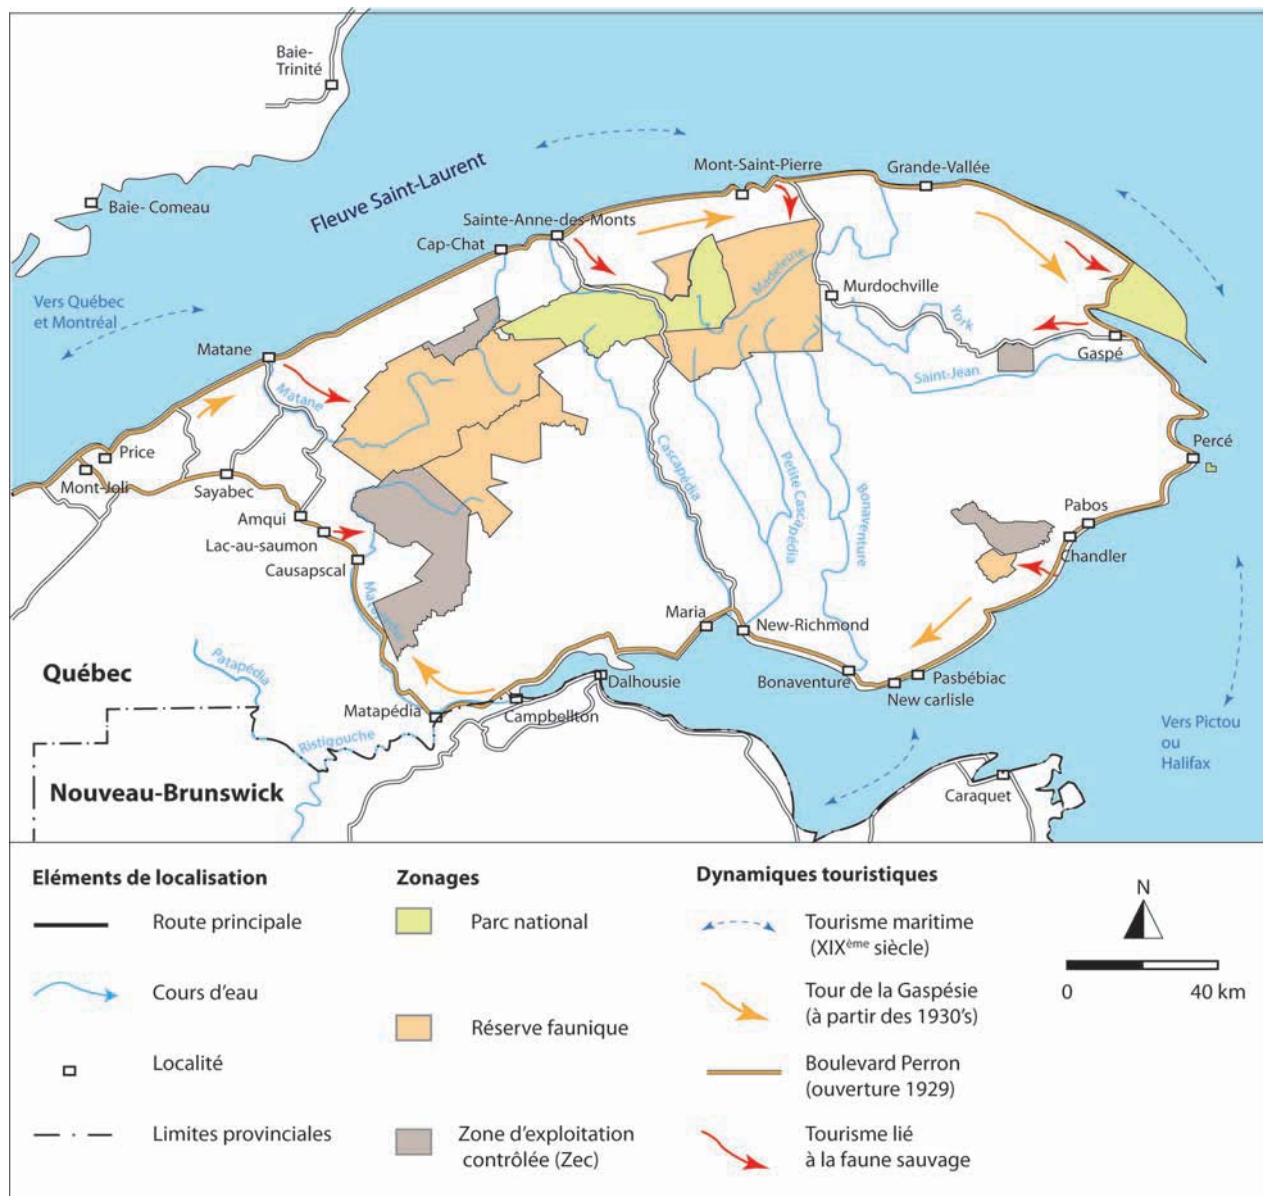 Baie-
Trinité
Baie- Comeau
Fleuve Saint-Laurent
Mont-Saint-Pierre
Grande-Vallée
Sainte-Anne-des-Monts
Cap-Chat
Madeleine
Murdochville
Vers Québec
et Montréal
York
Gaspé
Matane
Matane
Saint-Jean
Price
Mont-Joli
Sayabec
Percé
Cascapédia
Petite Cascapédia
Bonaventure
Amqui
Lac-au-saumon
Causapscal
Pabos
Chandler
Maria
New-Richmond
Patapédia
Québec
Dalhousie
Bonaventure
Pasbébiac
New carlisle
Matapédia
Campbellton
Ristigouche
Vers Pictou
ou
Halifax
Nouveau-Brunswick
Caraquet
Eléments de localisation
Route principale
Cours d'eau
Localité
Limites provinciales
Zonages
Parc national
Réserve faunique
Zone d'exploitation
contrôlée (Zec)
Dynamiques touristiques
Tourisme maritime
(XIXème siècle)
Tour de la Gaspésie
(à partir des 1930's)
Boulevard Perron
(ouverture 1929)
Tourisme lié
à la faune sauvage
N
0 40 km